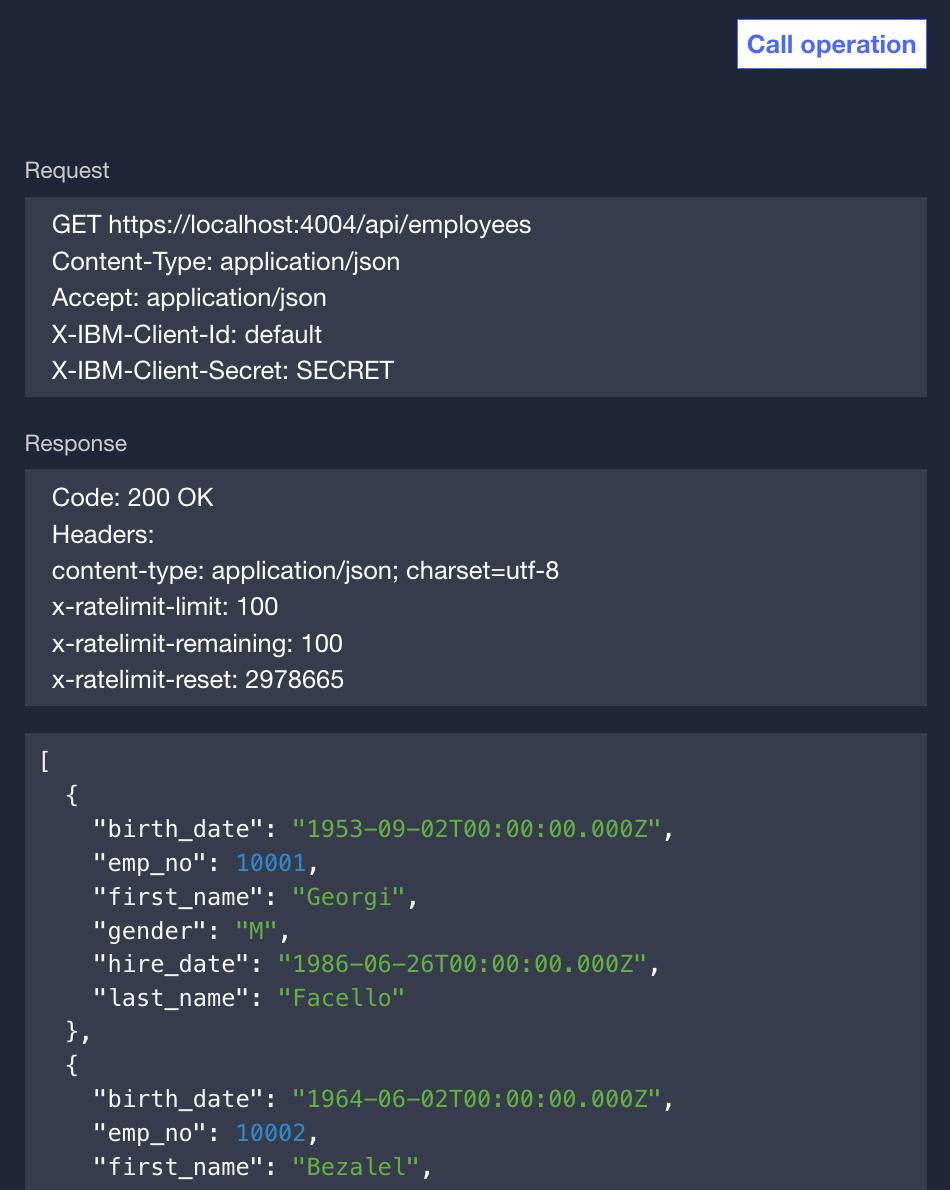 Call operation
Request
GET https://localhost:4004/api/employees
Content-Type: application/json
Accept: application/json
X-IBM-Client-Id: default
X-IBM-Client-Secret: SECRET
Response
Code: 200 OK
Headers:
content-type: application/json; charset=utf-8
x-ratelimit-limit: 100
x-ratelimit-remaining: 100
x-ratelimit-reset: 2978665
[
  {
    "birth_date": "1953-09-02T00:00:00.000Z",
    "emp_no": 10001,
    "first_name": "Georgi",
    "gender": "M",
    "hire_date": "1986-06-26T00:00:00.000Z",
    "last_name": "Facello"
  },
  {
    "birth_date": "1964-06-02T00:00:00.000Z",
    "emp_no": 10002,
    "first_name": "Bezalel",